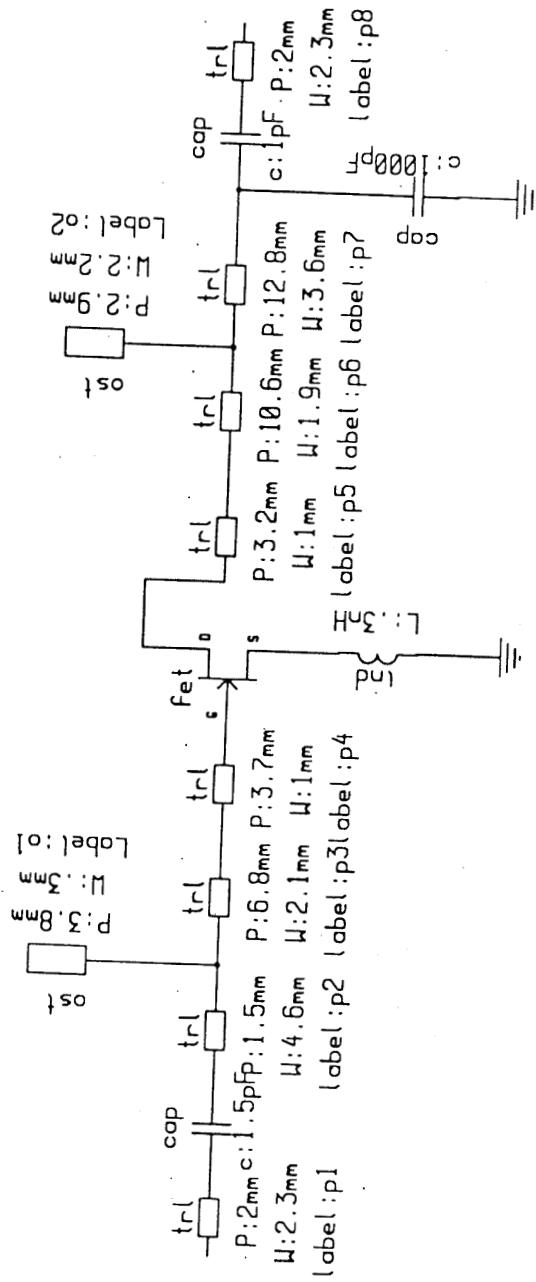 trl
P:2mm
W:2.3mm
label:p1
cap
c:1.5pF
trl
P:1.5mm
W:4.6mm
label:p2
ost
P:3.8mm
W:.3mm
Label:o1
trl
P:6.8mm
W:2.1mm
label:p3
trl
P:3.7mm
W:1mm
label:p4
fet
G
D
S
Ind
L:.3nH
trl
P:3.2mm
W:1mm
label:p5
trl
P:10.6mm
W:1.9mm
label:p6
ost
P:2.9mm
W:2.2mm
Label:o2
trl
P:12.8mm
W:3.6mm
label:p7
cap
c:1000pF
cap
c:1pF
trl
P:2mm
W:2.3mm
label:p8